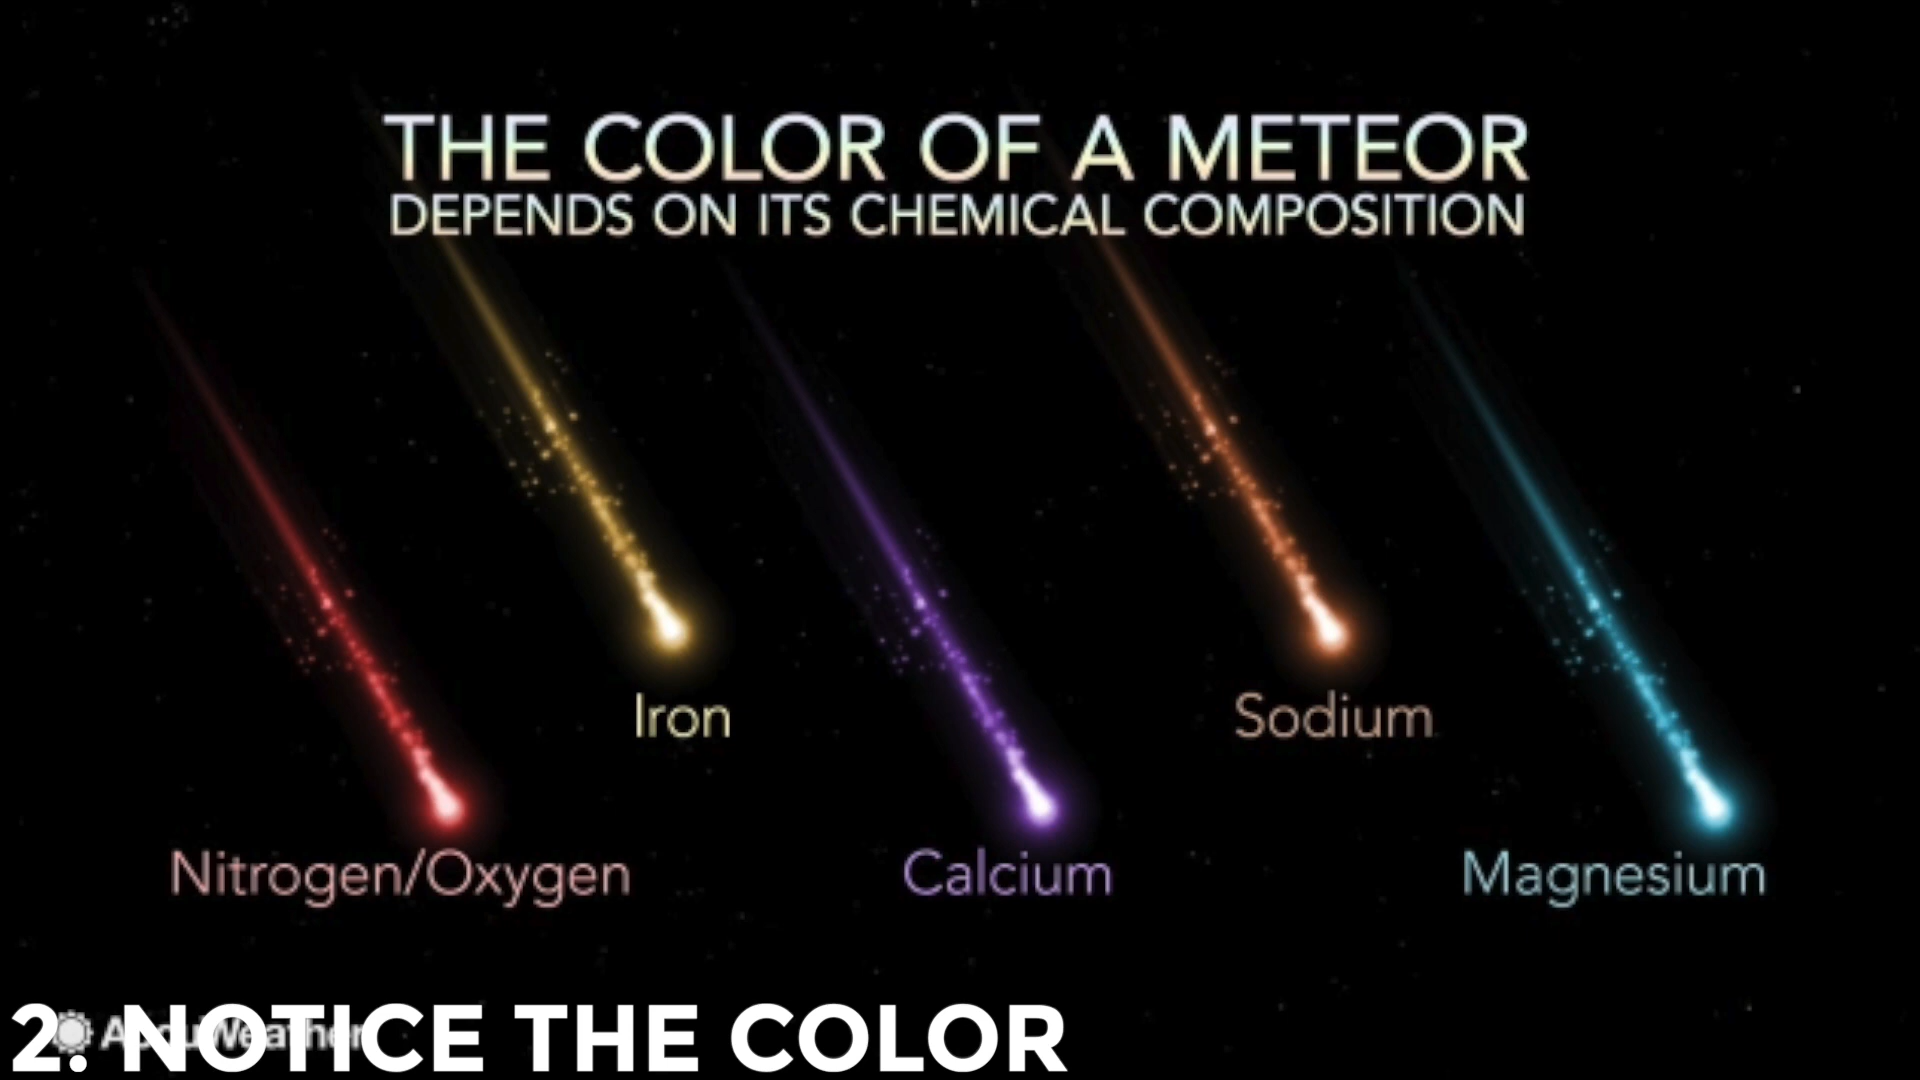 THE COLOR OF A METEOR
DEPENDS ON ITS CHEMICAL COMPOSITION
Iron
Sodium
Nitrogen/Oxygen
Calcium
Magnesium
AccuWeather
2. NOTICE THE COLOR